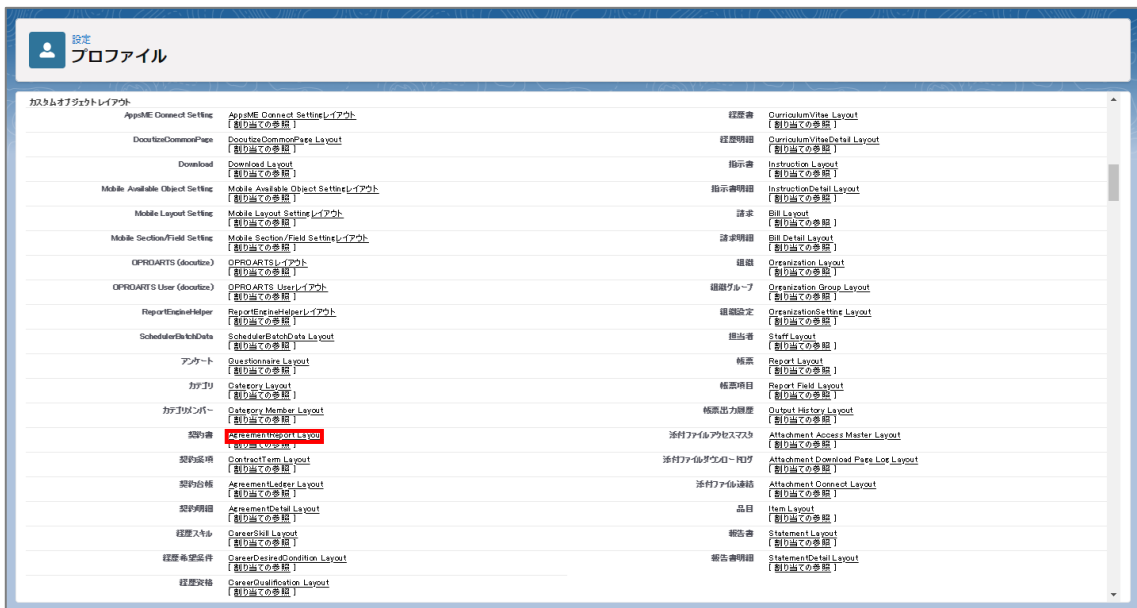 設定
プロファイル
カスタムオブジェクトレイアウト
AppsME Connect Setting AppsME Connect Settingレイアウト 経歴書 CurriculumVitae Layout
[ 割り当ての参照 ] [ 割り当ての参照 ]
DocutizeCommonPage DocutizeCommonPage Layout 経歴明細 CurriculumVitaeDetail Layout
[ 割り当ての参照 ] [ 割り当ての参照 ]
Download Download Layout 指示書 Instruction Layout
[ 割り当ての参照 ] [ 割り当ての参照 ]
Mobile Available Object Setting Mobile Available Object Settingレイアウト 指示書明細 InstructionDetail Layout
[ 割り当ての参照 ] [ 割り当ての参照 ]
Mobile Layout Setting Mobile Layout Settingレイアウト 請求 Bill Layout
[ 割り当ての参照 ] [ 割り当ての参照 ]
Mobile Section/Field Setting Mobile Section/Field Settingレイアウト 請求明細 Bill Detail Layout
[ 割り当ての参照 ] [ 割り当ての参照 ]
OPROARTS (docutize) OPROARTSレイアウト 組織 Organization Layout
[ 割り当ての参照 ] [ 割り当ての参照 ]
OPROARTS User (docutize) OPROARTS Userレイアウト 組織グループ Organization Group Layout
[ 割り当ての参照 ] [ 割り当ての参照 ]
ReportEngineHelper ReportEngineHelperレイアウト 組織設定 OrganizationSetting Layout
[ 割り当ての参照 ] [ 割り当ての参照 ]
SchedulerBatchData SchedulerBatchData Layout 担当者 Staff Layout
[ 割り当ての参照 ] [ 割り当ての参照 ]
アンケート Questionnaire Layout 帳票 Report Layout
[ 割り当ての参照 ] [ 割り当ての参照 ]
カテゴリ Category Layout 帳票項目 Report Field Layout
[ 割り当ての参照 ] [ 割り当ての参照 ]
カテゴリメンバー Category Member Layout 帳票出力履歴 Output History Layout
[ 割り当ての参照 ] [ 割り当ての参照 ]
契約書 AgreementReport Layout 添付ファイルアクセスマスタ Attachment Access Master Layout
[ 割り当ての参照 ] [ 割り当ての参照 ]
契約条項 ContractTerm Layout 添付ファイルダウンロードログ Attachment Download Page Log Layout
[ 割り当ての参照 ] [ 割り当ての参照 ]
契約台帳 AgreementLedger Layout 添付ファイル連結 Attachment Connect Layout
[ 割り当ての参照 ] [ 割り当ての参照 ]
契約明細 AgreementDetail Layout 品目 Item Layout
[ 割り当ての参照 ] [ 割り当ての参照 ]
経歴スキル CareerSkill Layout 報告書 Statement Layout
[ 割り当ての参照 ] [ 割り当ての参照 ]
経歴希望条件 CareerDesiredCondition Layout 報告書明細 StatementDetail Layout
[ 割り当ての参照 ] [ 割り当ての参照 ]
経歴資格 CareerQualification Layout
[ 割り当ての参照 ]